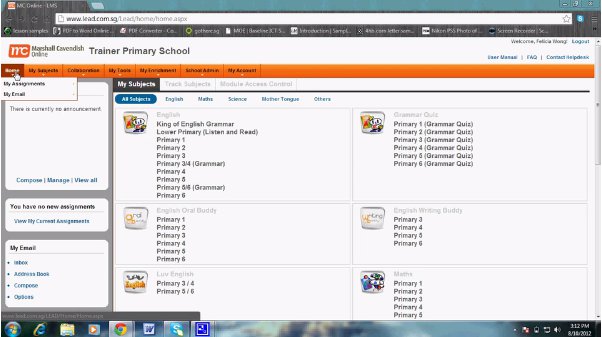 MC Online - LMS
www.lead.com.sg/Lead/home/home.aspx
lesson samples
PDF to Word Online
PDF Converter
gothere.sg
MOE
Introduction
Sampl
4nh.com letter sam
Nikon P55 Photo of
Screen Recorder
Welcome, Felicia Wong!
Logout
MC Marshall Cavendish
Online
Trainer Primary School
User Manual | FAQ | Contact Helpdesk
Home
My Subjects
Collaboration
My Tools
My Enrichment
School Admin
My Account
My Assignments
My Email
There is currently no announcement.
Compose | Manage | View all
You have no new assignments
View My Current Assignments
My Email
Inbox
Address Book
Compose
Options
My Subjects
Track Subjects
Module Access Control
All Subjects
English
Maths
Science
Mother Tongue
Others
English
King of English Grammar
Lower Primary (Listen and Read)
Primary 1
Primary 2
Primary 3
Primary 3/4 (Grammar)
Primary 4
Primary 5
Primary 5/6 (Grammar)
Primary 6
Grammar Quiz
Primary 1 (Grammar Quiz)
Primary 2 (Grammar Quiz)
Primary 3 (Grammar Quiz)
Primary 4 (Grammar Quiz)
Primary 5 (Grammar Quiz)
Primary 6 (Grammar Quiz)
English Oral Buddy
Primary 1
Primary 2
Primary 3
Primary 4
Primary 5
Primary 6
English Writing Buddy
Primary 3
Primary 4
Primary 5
Primary 6
Luv English
Primary 3 / 4
Primary 5 / 6
Maths
Primary 1
Primary 2
Primary 3
Primary 4
Primary 5
www.lead.com.sg/LEAD/Home/Home.aspx
3:12 PM
8/10/2012